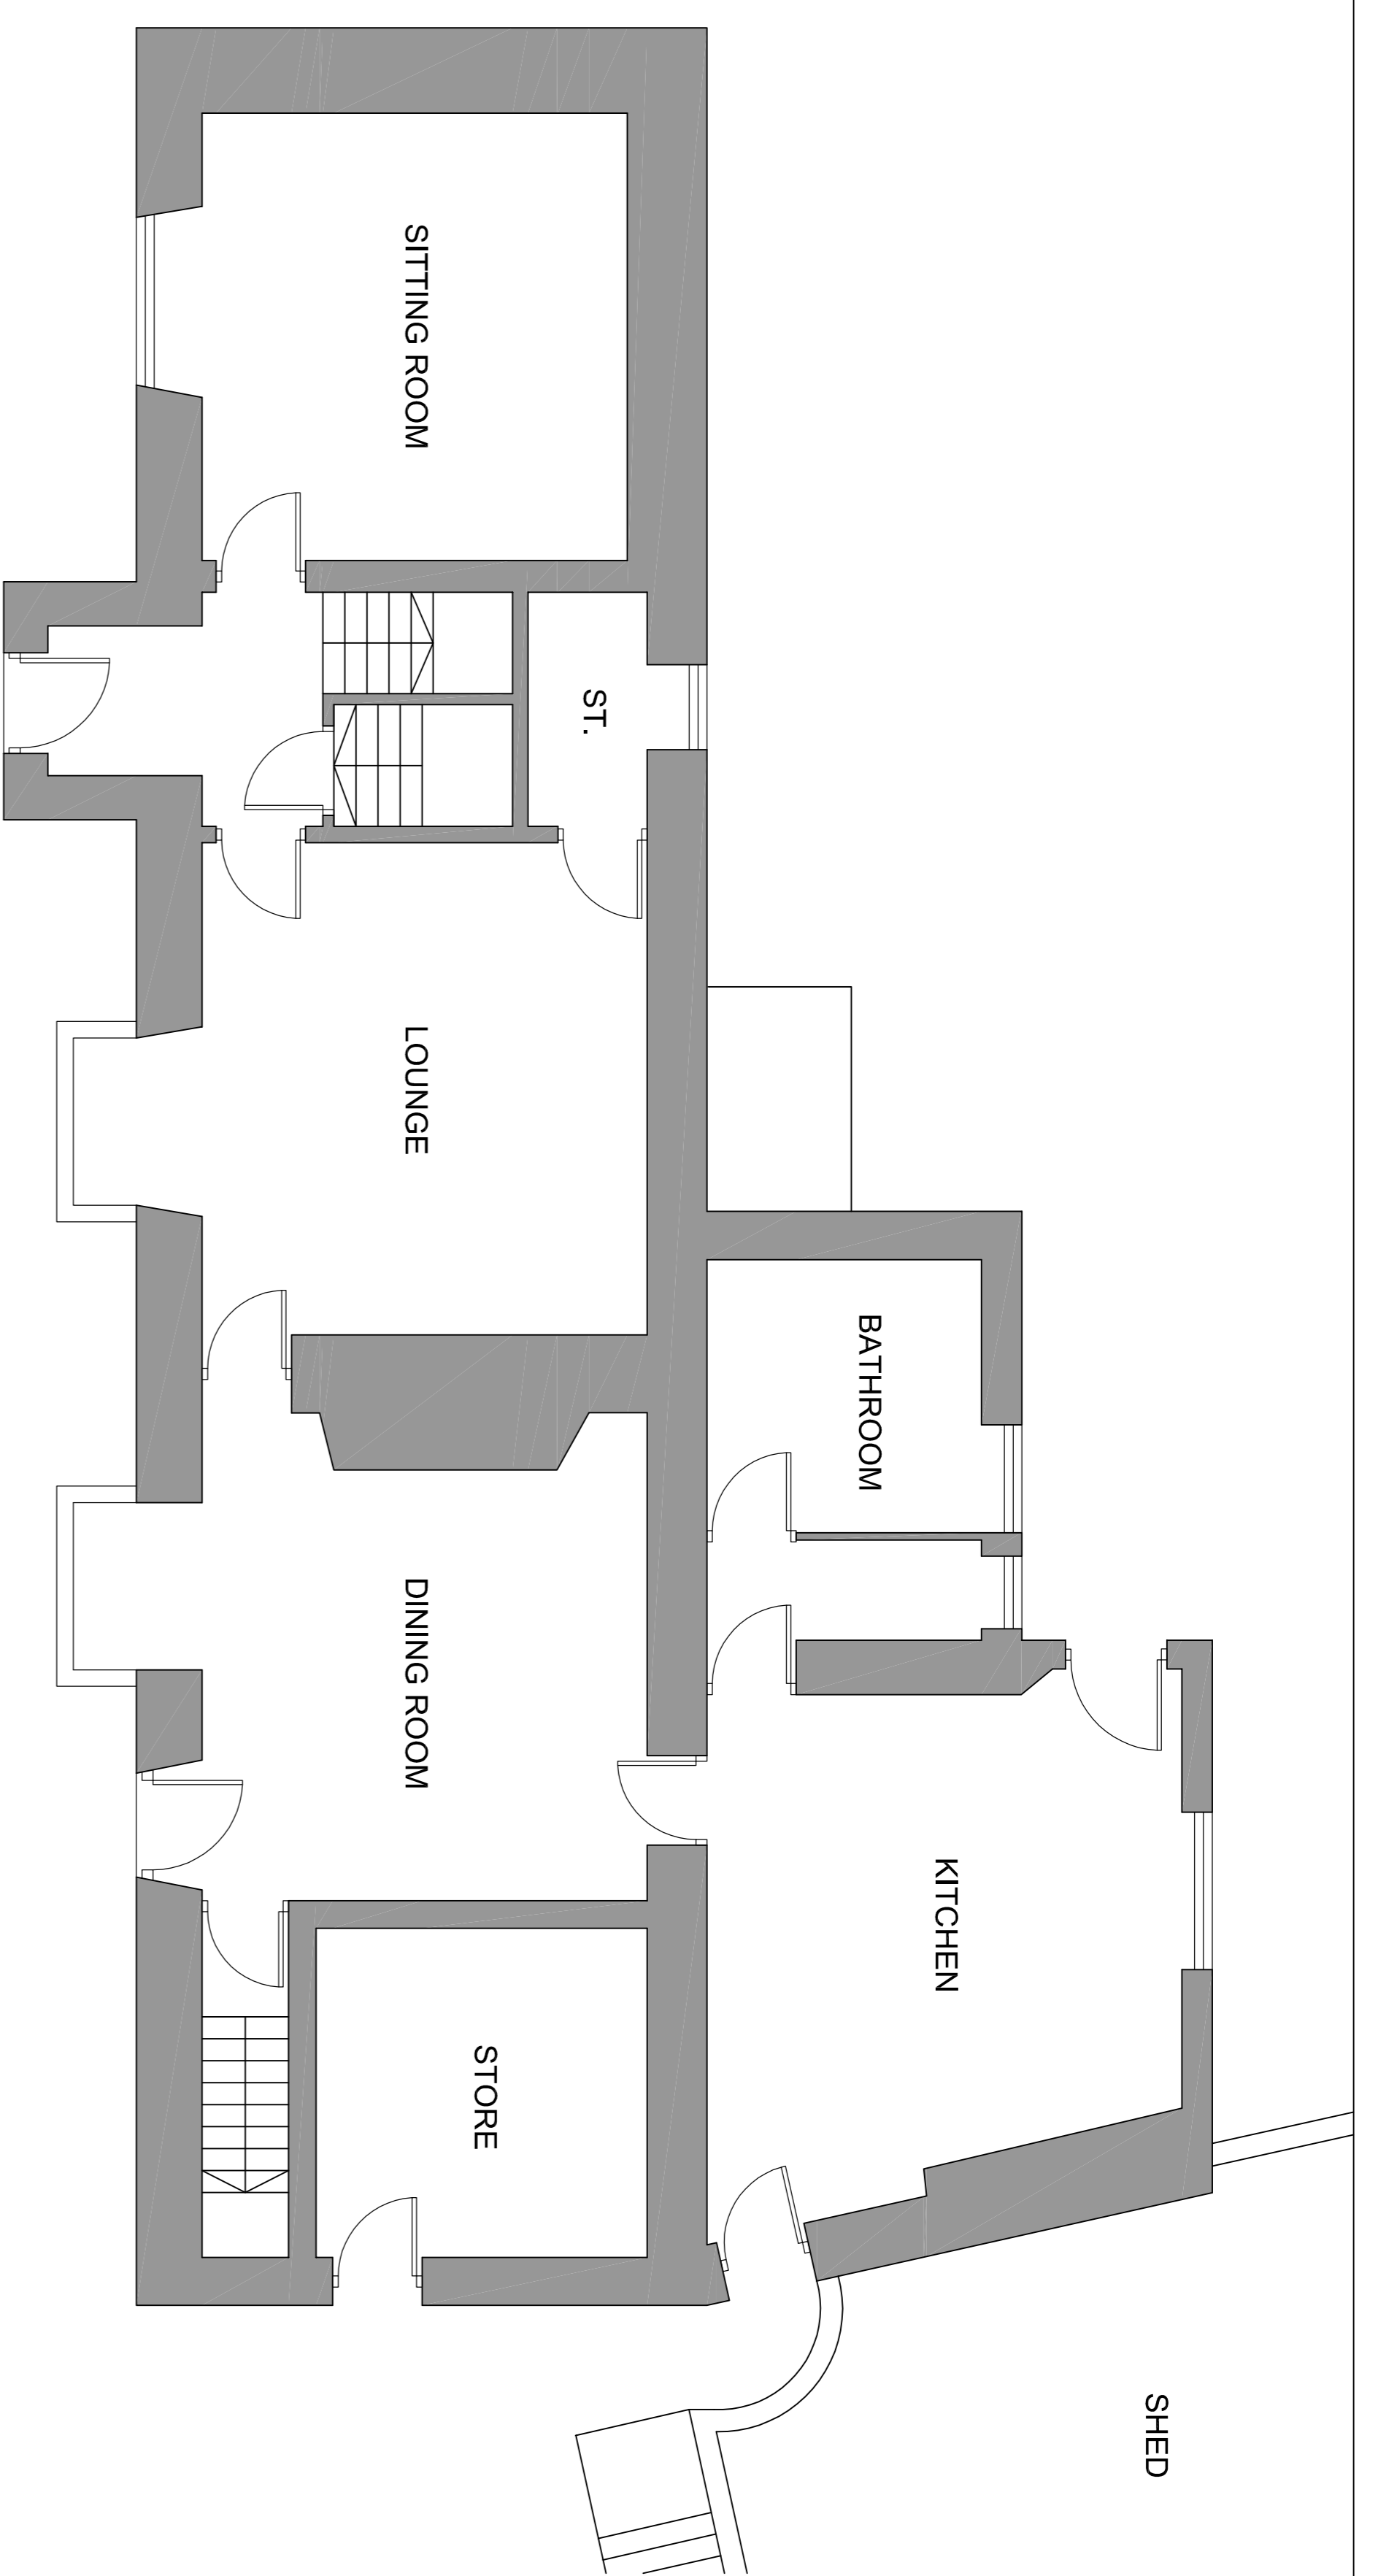 SITTING ROOM
ST.
LOUNGE
BATHROOM
DINING ROOM
KITCHEN
STORE
SHED